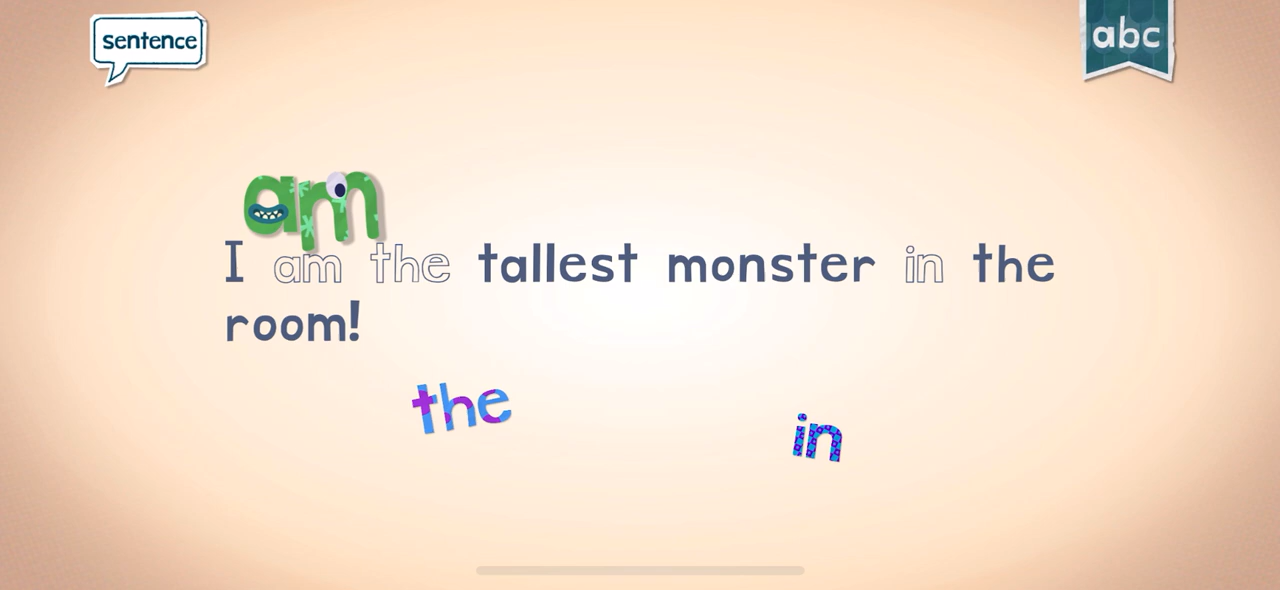 sentence
abc
am
I am the tallest monster in the
room!
the
in